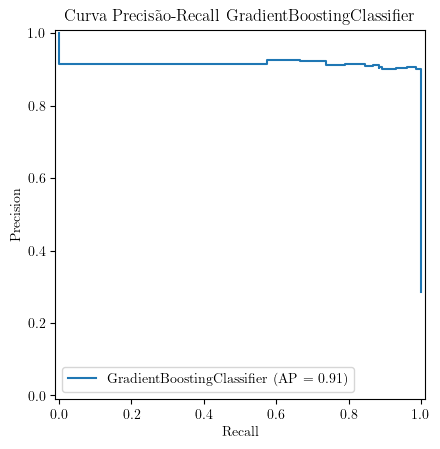 Curva Precisão-Recall GradientBoostingClassifier
1.0
0.8
0.6
0.4
0.2
0.0
Precision
GradientBoostingClassifier (AP = 0.91)
0.0 0.2 0.4 0.6 0.8 1.0
Recall